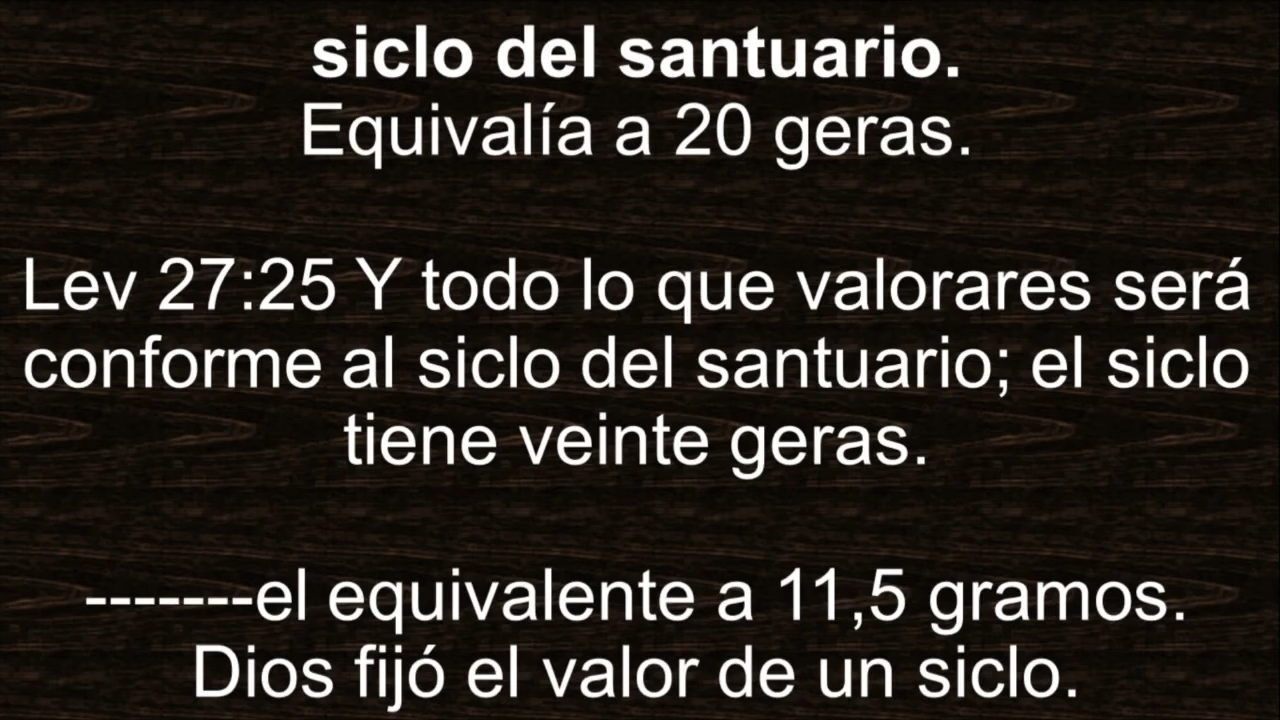 siclo del santuario.
Equivalía a 20 geras.
Lev 27:25 Y todo lo que valorares será
conforme al siclo del santuario; el siclo
tiene veinte geras.
-------el equivalente a 11,5 gramos.
Dios fijó el valor de un siclo.